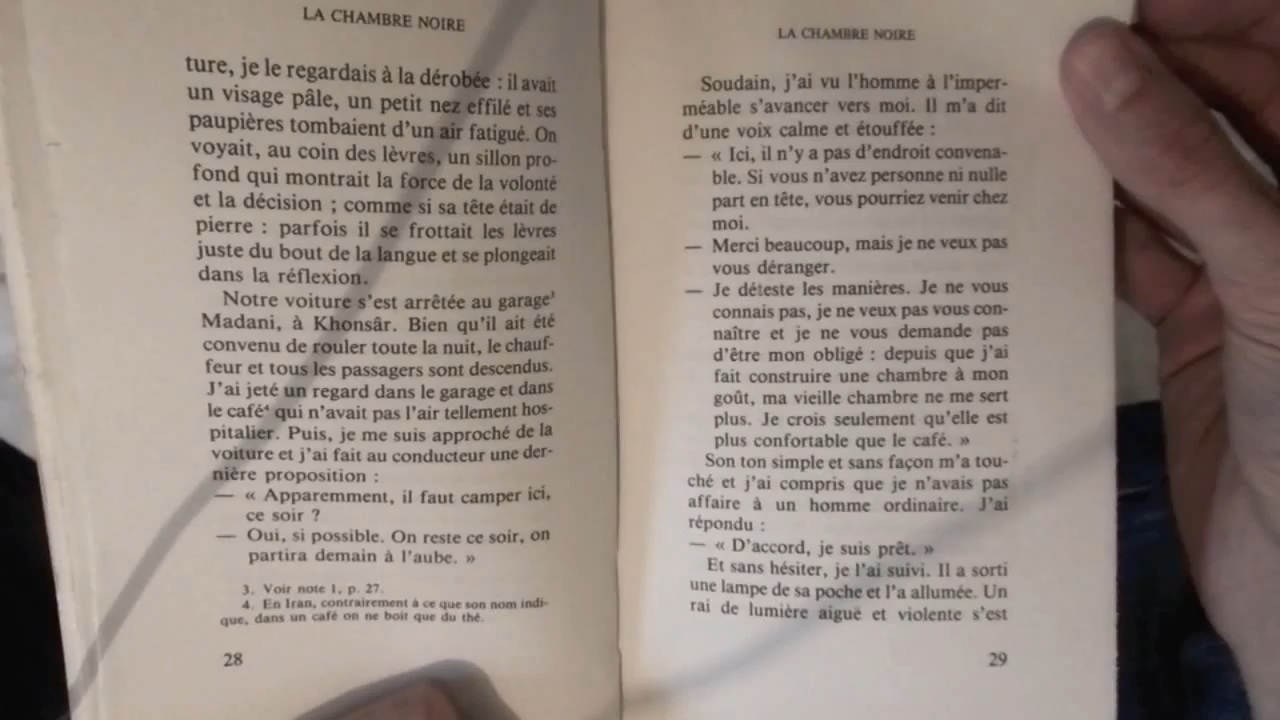 LA CHAMBRE NOIRE
ture, je le regardais à la dérobée : il avait
un visage pâle, un petit nez effilé et ses
paupières tombaient d'un air fatigué. On
voyait, au coin des lèvres, un sillon pro-
fond qui montrait la force de la volonté
et la décision ; comme si sa tête était de
pierre : parfois il se frottait les lèvres
juste du bout de la langue et se plongeait
dans la réflexion.
Notre voiture s'est arrêtée au garage³
Madani, à Khonsâr. Bien qu'il ait été
convenu de rouler toute la nuit, le chauf-
feur et tous les passagers sont descendus.
J'ai jeté un regard dans le garage et dans
le café⁴ qui n'avait pas l'air tellement hos-
pitalier. Puis, je me suis approché de la
voiture et j'ai fait au conducteur une der-
nière proposition :
— « Apparemment, il faut camper ici,
ce soir ?
— Oui, si possible. On reste ce soir, on
partira demain à l'aube. »
3. Voir note 1, p. 27.
4. En Iran, contrairement à ce que son nom indi-
que, dans un café on ne boit que du thé.
28
LA CHAMBRE NOIRE
Soudain, j'ai vu l'homme à l'imper-
méable s'avancer vers moi. Il m'a dit
d'une voix calme et étouffée :
— « Ici, il n'y a pas d'endroit convena-
ble. Si vous n'avez personne ni nulle
part en tête, vous pourriez venir chez
moi.
— Merci beaucoup, mais je ne veux pas
vous déranger.
— Je déteste les manières. Je ne vous
connais pas, je ne veux pas vous con-
naître et je ne vous demande pas
d'être mon obligé : depuis que j'ai
fait construire une chambre à mon
goût, ma vieille chambre ne me sert
plus. Je crois seulement qu'elle est
plus confortable que le café. »
Son ton simple et sans façon m'a tou-
ché et j'ai compris que je n'avais pas
affaire à un homme ordinaire. J'ai
répondu :
— « D'accord, je suis prêt. »
Et sans hésiter, je l'ai suivi. Il a sorti
une lampe de sa poche et l'a allumée. Un
rai de lumière aiguë et violente s'est
29